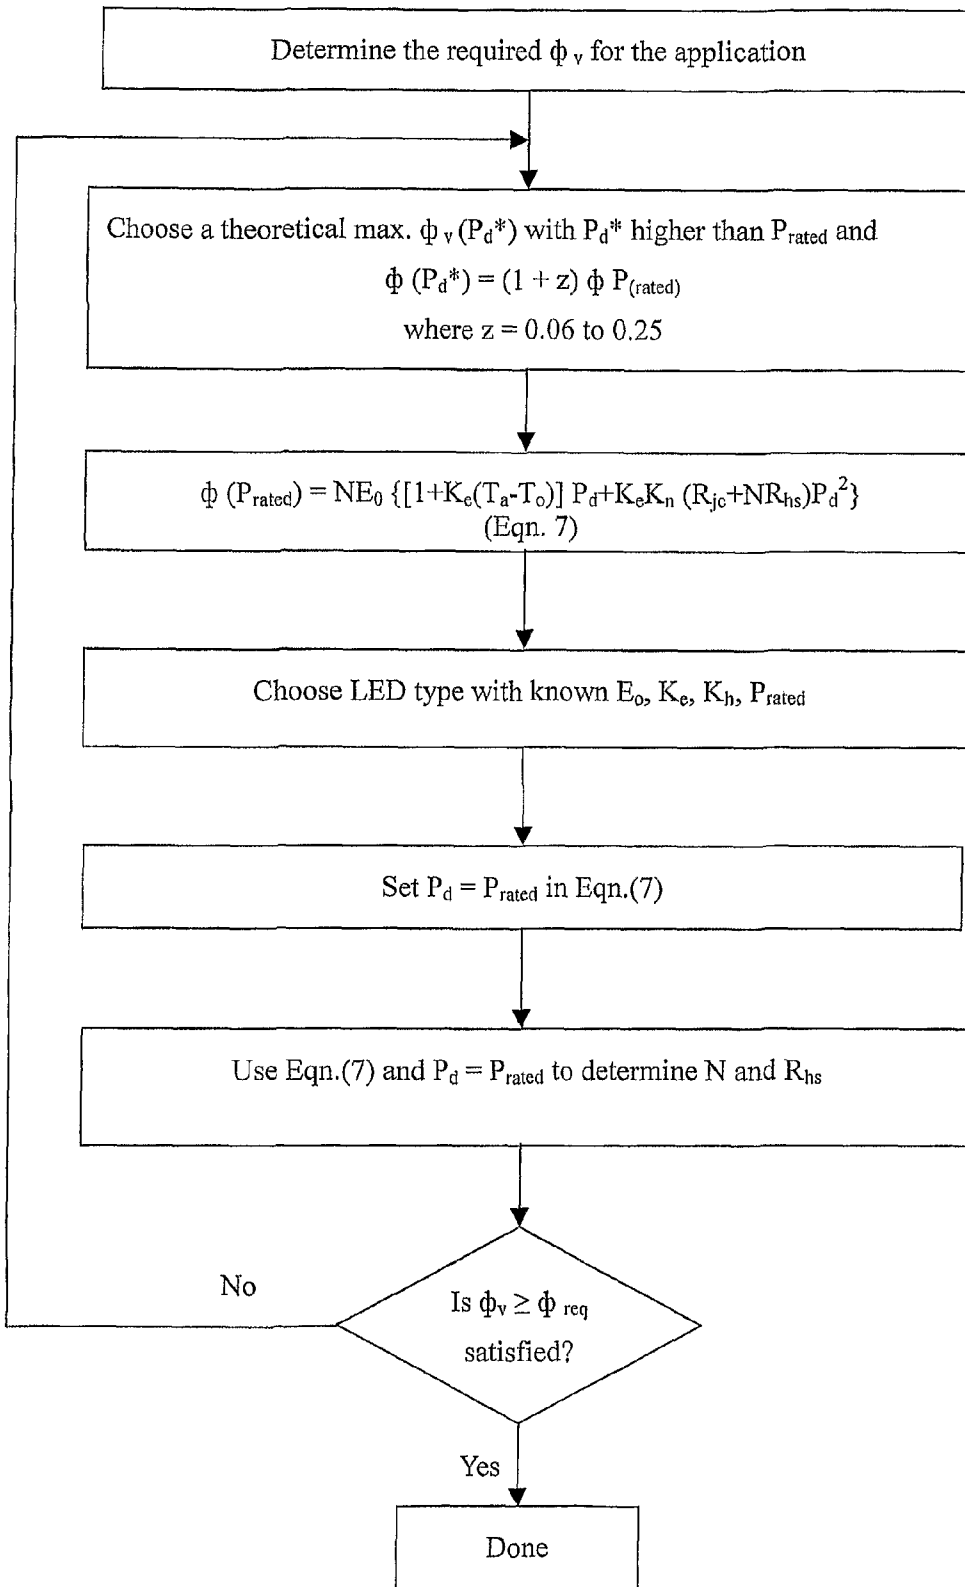 Determine the required ϕ v for the application
Choose a theoretical max. ϕ v (Pd*) with Pd* higher than Prated and
ϕ (Pd*) = (1 + z) ϕ P(rated)
where z = 0.06 to 0.25
ϕ (Prated) = NE0 {[1+Ke(Ta-To)] Pd+KeKn (Rjc+NRhs)Pd²}
(Eqn. 7)
Choose LED type with known Eo, Ke, Kh, Prated
Set Pd = Prated in Eqn.(7)
Use Eqn.(7) and Pd = Prated to determine N and Rhs
No
Is ϕv ≥ ϕ req
satisfied?
Yes
Done